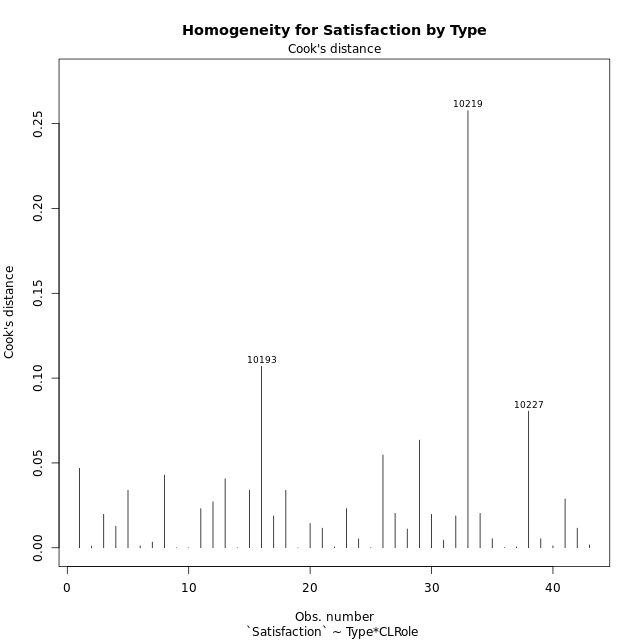 Homogeneity for Satisfaction by Type
Cook's distance
10219
10193
10227
Cook's distance
0.25
0.20
0.15
0.10
0.05
0.00
0 10 20 30 40
Obs. number
`Satisfaction` ~ Type*CLRole